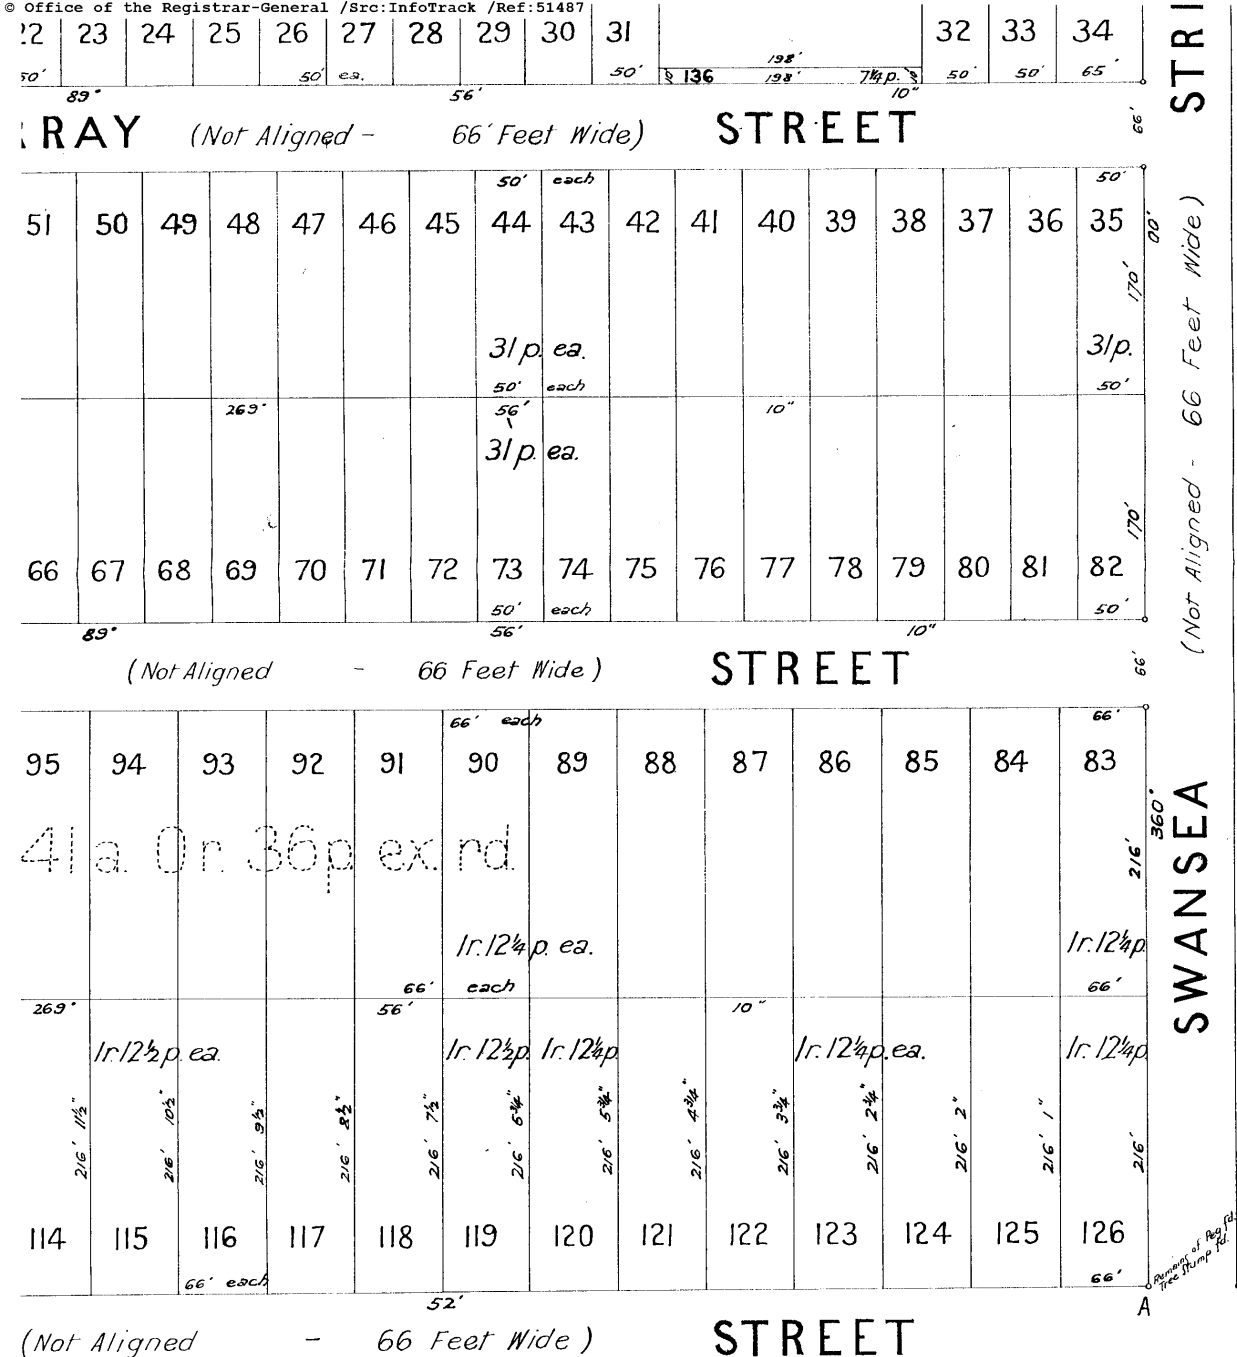 © Office of the Registrar-General /Src:InfoTrack /Ref:51487
22 23 24 25 26 27 28 29 30 31 32 33 34
50' 50' ea. 50' 198' 50' 50' 65'
136 198' 7¼p.
89° 56' 10"
RAY (Not Aligned - 66' Feet Wide) STREET 66'
STRI
50' each 50'
51 50 49 48 47 46 45 44 43 42 41 40 39 38 37 36 35
00'
170'
31p. ea. 31p.
50' each 50'
269° 56' 10"
31p. ea.
170'
66 67 68 69 70 71 72 73 74 75 76 77 78 79 80 81 82
50' each 50'
89° 56' 10"
(Not Aligned - 66 Feet Wide) STREET 66'
(Not Aligned - 66 Feet Wide)
66' each 66'
95 94 93 92 91 90 89 88 87 86 85 84 83
360°
216'
41a. 0r. 36p ex. rd.
SWANSEA
1r.12¼p. ea. 1r.12¼p.
66' each 66'
269° 56' 10"
1r.12½p. ea. 1r.12½p. 1r.12¼p. 1r.12¼p. ea. 1r.12¼p.
216' 11½" 216' 10½" 216' 9½" 216' 8½" 216' 7½" 216' 6¾" 216' 5¾" 216' 4¾" 216' 3¾" 216' 2¾" 216' 2" 216' 1" 216'
114 115 116 117 118 119 120 121 122 123 124 125 126
66' each 66'
Remains of Peg fd.
Tree Stump fd.
52' A
(Not Aligned - 66 Feet Wide) STREET